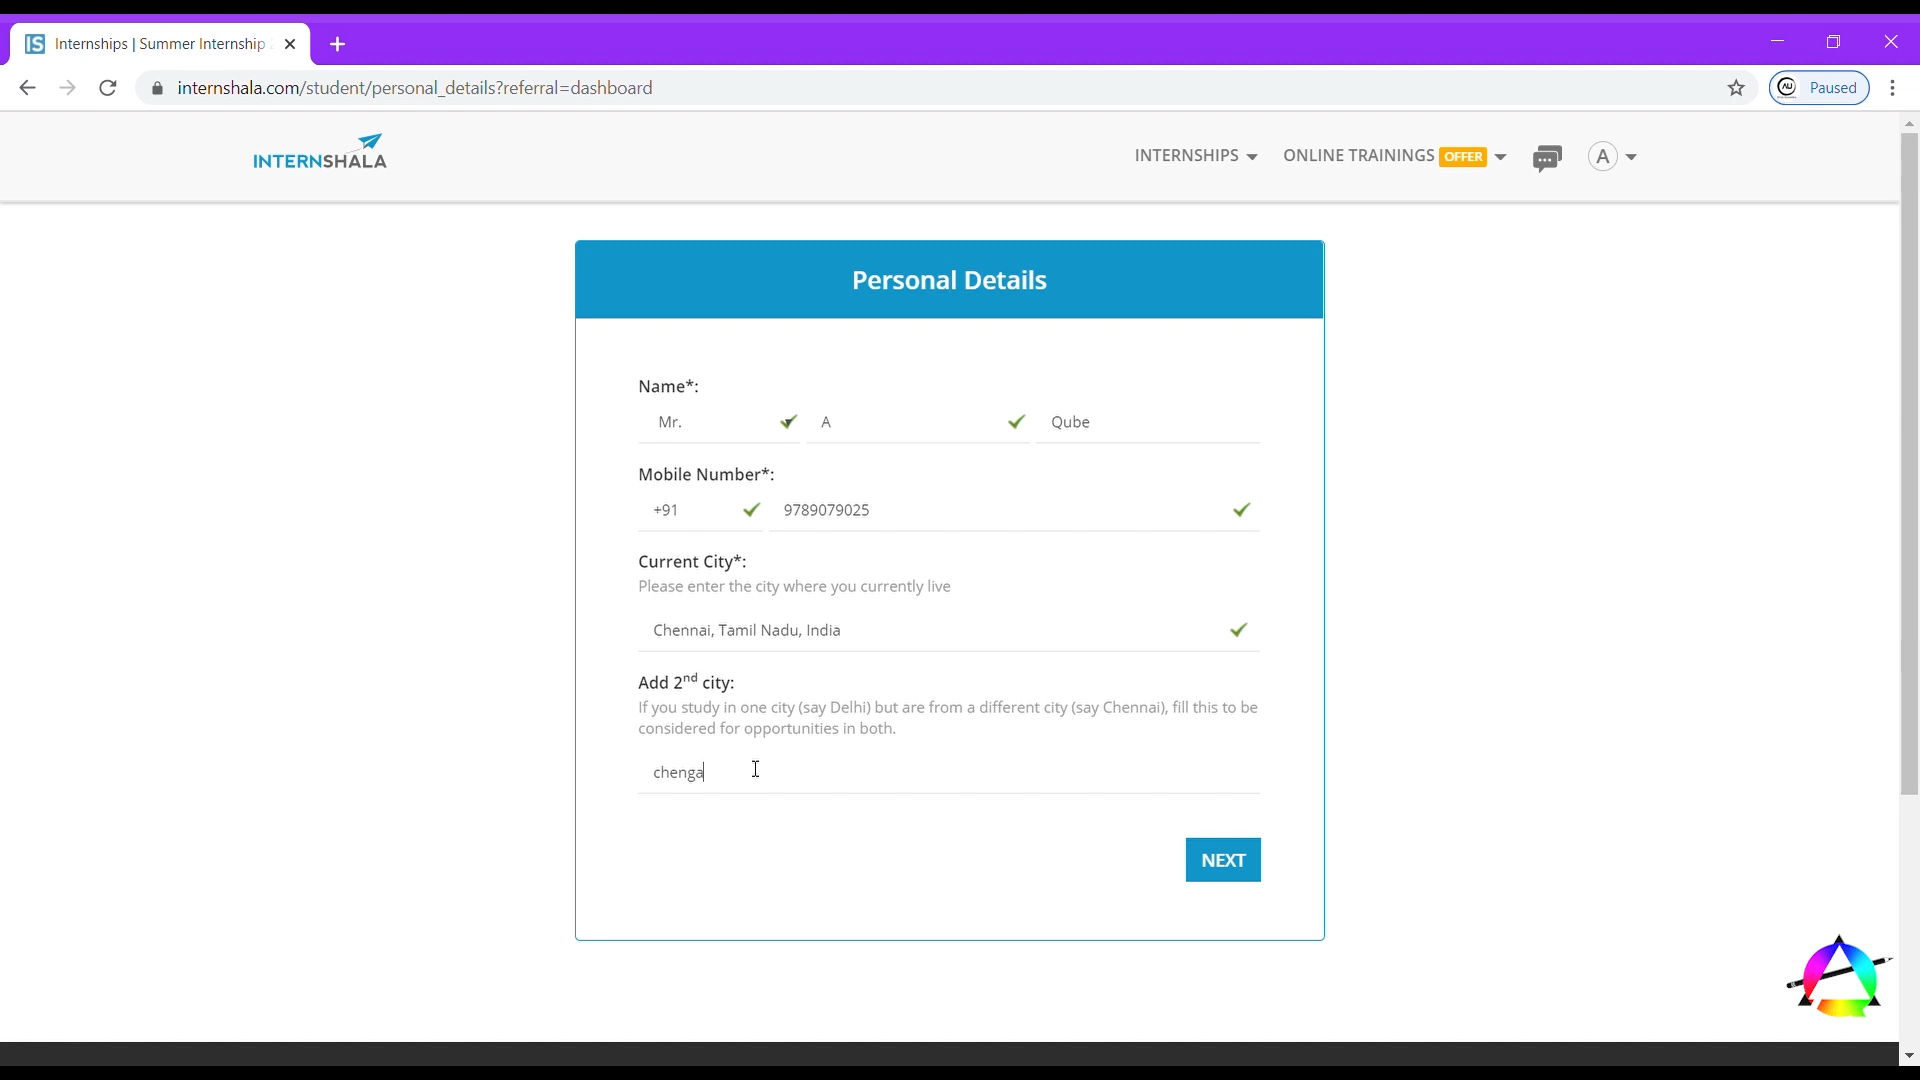 IS Internships | Summer Internship
internshala.com/student/personal_details?referral=dashboard
AU Paused
INTERNSHALA
INTERNSHIPS
ONLINE TRAININGS OFFER
A
Personal Details
Name*:
Mr. A Qube
Mobile Number*:
+91 9789079025
Current City*:
Please enter the city where you currently live
Chennai, Tamil Nadu, India
Add 2nd city:
If you study in one city (say Delhi) but are from a different city (say Chennai), fill this to be
considered for opportunities in both.
chenga
NEXT